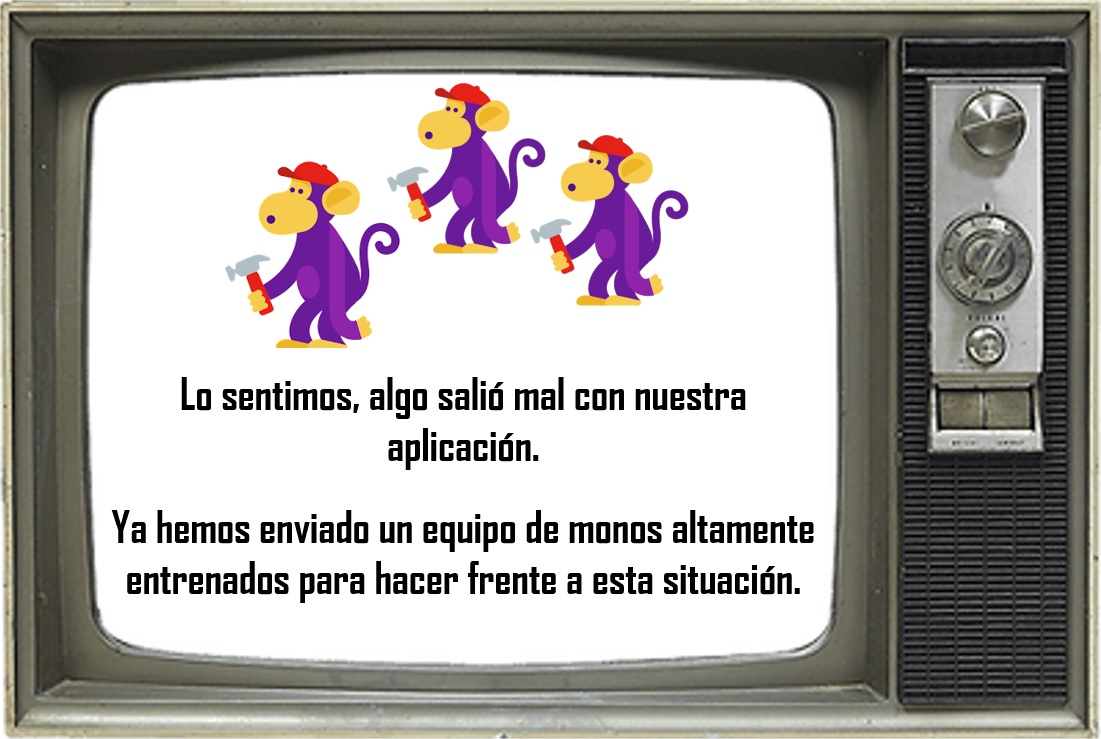 Lo sentimos, algo salió mal con nuestra
aplicación.
Ya hemos enviado un equipo de monos altamente
entrenados para hacer frente a esta situación.